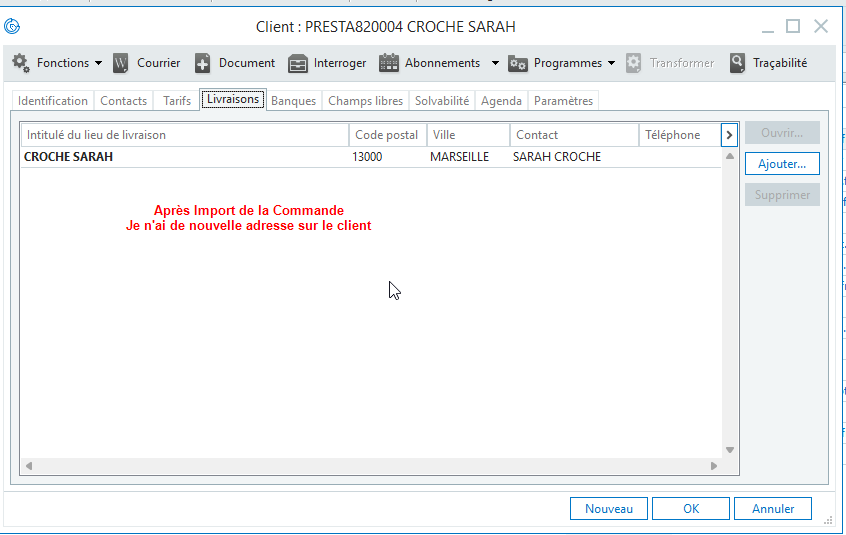 Client : PRESTA820004 CROCHE SARAH
Fonctions Courrier Document Interroger Abonnements Programmes Transformer Traçabilité
Identification Contacts Tarifs Livraisons Banques Champs libres Solvabilité Agenda Paramètres
Intitulé du lieu de livraison Code postal Ville Contact Téléphone
CROCHE SARAH 13000 MARSEILLE SARAH CROCHE
Ouvrir...
Ajouter...
Supprimer
Après Import de la Commande
Je n'ai de nouvelle adresse sur le client
Nouveau OK Annuler